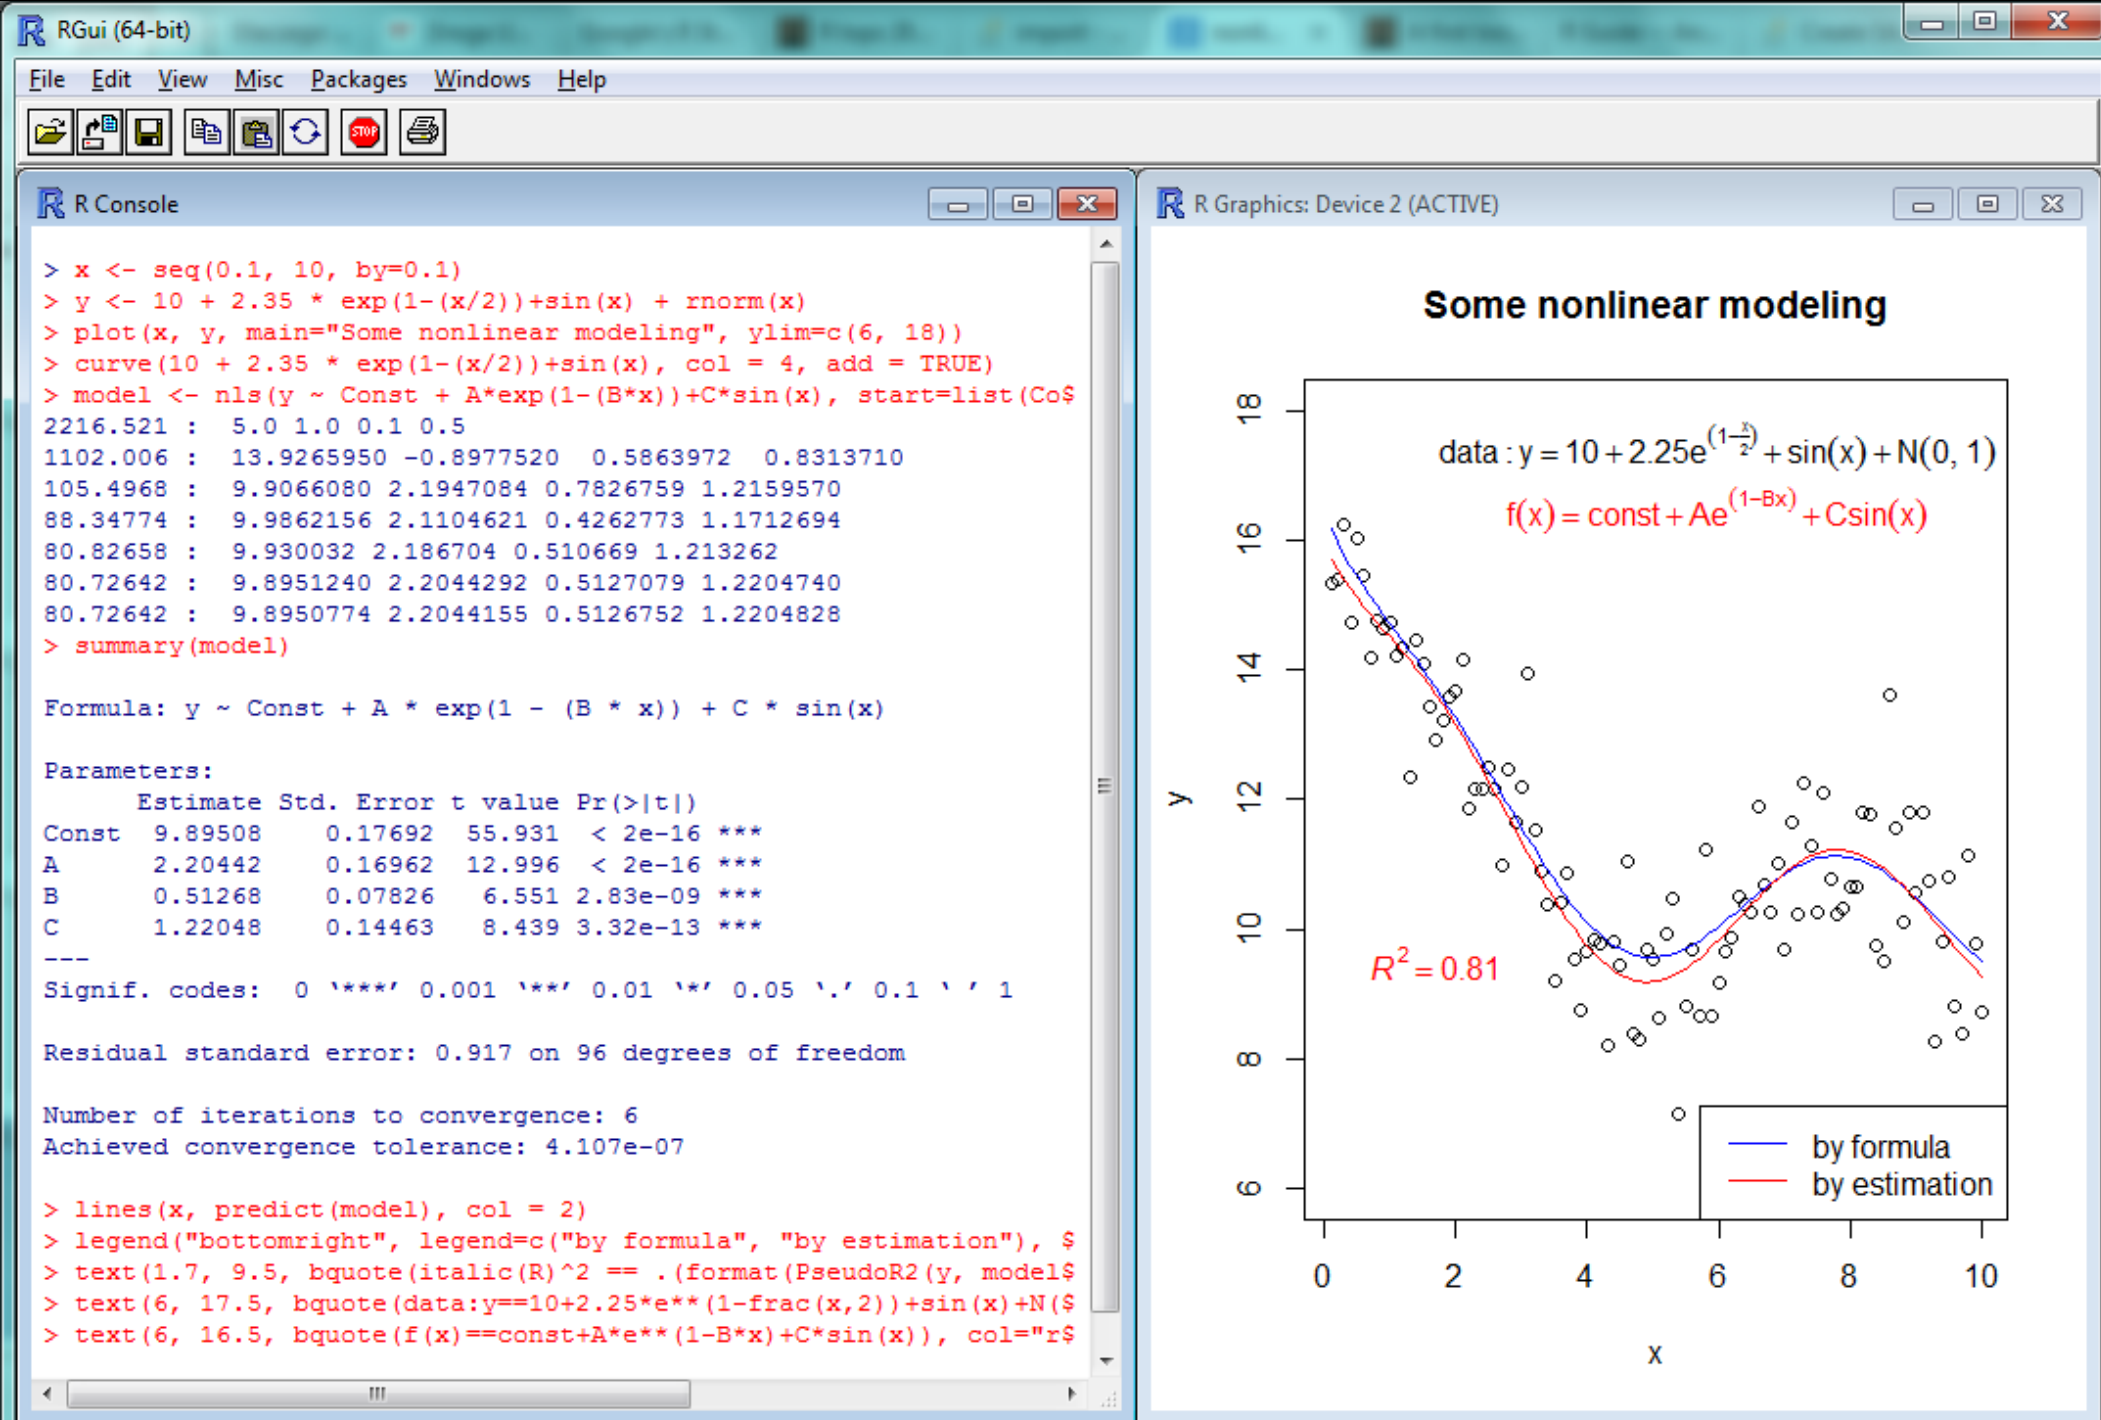 RGui (64-bit)
File Edit View Misc Packages Windows Help
STOP
R Console
> x <- seq(0.1, 10, by=0.1)
> y <- 10 + 2.35 * exp(1-(x/2))+sin(x) + rnorm(x)
> plot(x, y, main="Some nonlinear modeling", ylim=c(6, 18))
> curve(10 + 2.35 * exp(1-(x/2))+sin(x), col = 4, add = TRUE)
> model <- nls(y ~ Const + A*exp(1-(B*x))+C*sin(x), start=list(Co$
2216.521 :  5.0 1.0 0.1 0.5
1102.006 :  13.9265950 -0.8977520  0.5863972  0.8313710
105.4968 :  9.9066080 2.1947084 0.7826759 1.2159570
88.34774 :  9.9862156 2.1104621 0.4262773 1.1712694
80.82658 :  9.930032 2.186704 0.510669 1.213262
80.72642 :  9.8951240 2.2044292 0.5127079 1.2204740
80.72642 :  9.8950774 2.2044155 0.5126752 1.2204828
> summary(model)
Formula: y ~ Const + A * exp(1 - (B * x)) + C * sin(x)
Parameters:
Estimate Std. Error t value Pr(>|t|)
Const  9.89508    0.17692  55.931  < 2e-16 ***
A      2.20442    0.16962  12.996  < 2e-16 ***
B      0.51268    0.07826   6.551 2.83e-09 ***
C      1.22048    0.14463   8.439 3.32e-13 ***
---
Signif. codes:  0 ‘***’ 0.001 ‘**’ 0.01 ‘*’ 0.05 ‘.’ 0.1 ‘ ’ 1
Residual standard error: 0.917 on 96 degrees of freedom
Number of iterations to convergence: 6
Achieved convergence tolerance: 4.107e-07
> lines(x, predict(model), col = 2)
> legend("bottomright", legend=c("by formula", "by estimation"), $
> text(1.7, 9.5, bquote(italic(R)^2 == .(format(PseudoR2(y, model$
> text(6, 17.5, bquote(data:y==10+2.25*e**(1-frac(x,2))+sin(x)+N($
> text(6, 16.5, bquote(f(x)==const+A*e**(1-B*x)+C*sin(x)), col="r$
R Graphics: Device 2 (ACTIVE)
Some nonlinear modeling
data : y = 10 + 2.25e^(1−x/2) + sin(x) + N(0, 1)
f(x) = const + Ae^(1−Bx) + Csin(x)
R² = 0.81
18
16
14
12
10
8
6
y
by formula
by estimation
0 2 4 6 8 10
x